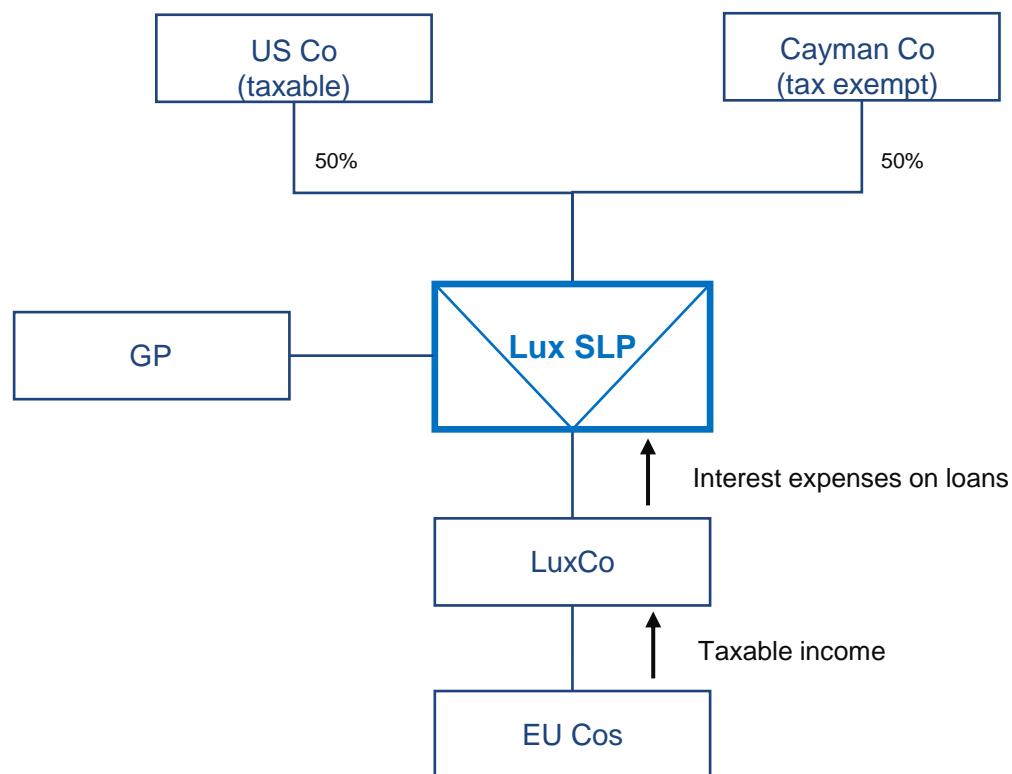 US Co
(taxable)
Cayman Co
(tax exempt)
50%
50%
Lux SLP
GP
Interest expenses on loans
LuxCo
Taxable income
EU Cos